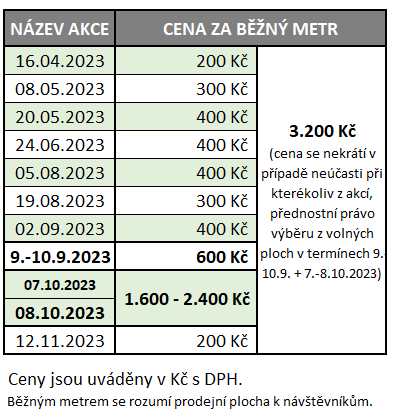 NÁZEV AKCE CENA ZA BĚŽNÝ METR
16.04.2023 200 Kč
08.05.2023 300 Kč
20.05.2023 400 Kč
24.06.2023 400 Kč
05.08.2023 400 Kč
19.08.2023 300 Kč
02.09.2023 400 Kč
9.-10.9.2023 600 Kč
07.10.2023
1.600 - 2.400 Kč
08.10.2023
12.11.2023 200 Kč
3.200 Kč
(cena se nekrátí v
případě neúčasti při
kterékoliv z akcí,
přednostní právo
výběru z volných
ploch v termínech 9.-
10.9. + 7.-8.10.2023)
Ceny jsou uváděny v Kč s DPH.
Běžným metrem se rozumí prodejní plocha k návštěvníkům.